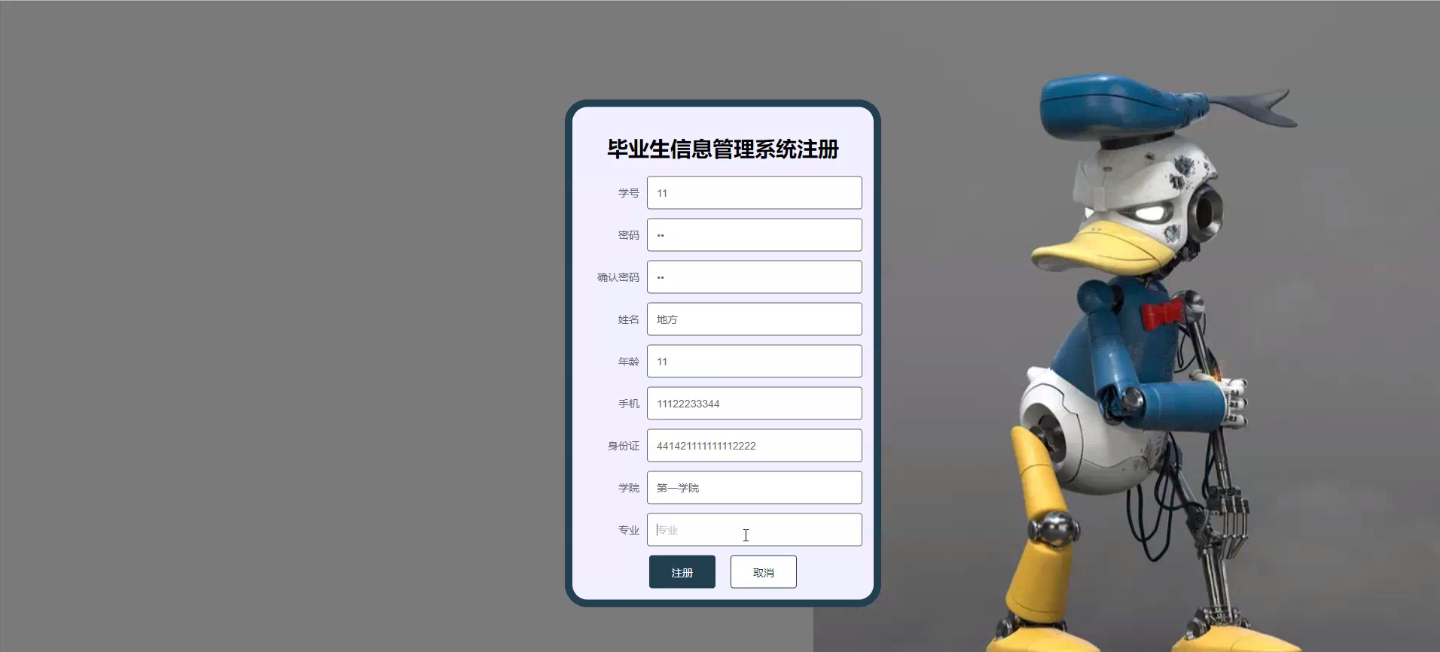 毕业生信息管理系统注册
学号 11
密码 ••
确认密码 ••
姓名 地方
年龄 11
手机 11122233344
身份证 441421111111112222
学院 第一学院
专业 专业
注册 取消